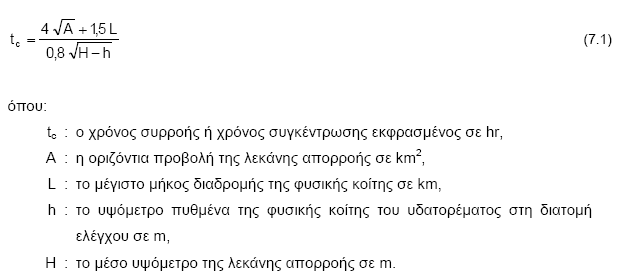 t_c = (4√A + 1,5 L) / (0,8 √(H – h)) (7.1)
όπου:
t_c : ο χρόνος συρροής ή χρόνος συγκέντρωσης εκφρασμένος σε hr,
A : η οριζόντια προβολή της λεκάνης απορροής σε km²,
L : το μέγιστο μήκος διαδρομής της φυσικής κοίτης σε km,
h : το υψόμετρο πυθμένα της φυσικής κοίτης του υδατορέματος στη διατομή
ελέγχου σε m,
H : το μέσο υψόμετρο της λεκάνης απορροής σε m.